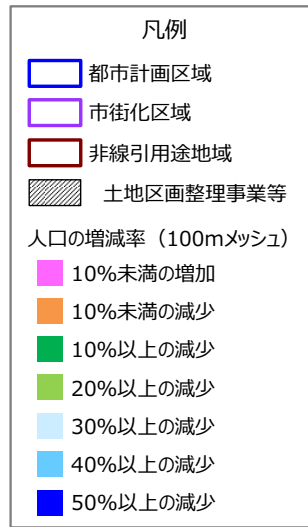 凡例
都市計画区域
市街化区域
非線引用途地域
土地区画整理事業等
人口の増減率（100mメッシュ）
10%未満の増加
10%未満の減少
10%以上の減少
20%以上の減少
30%以上の減少
40%以上の減少
50%以上の減少